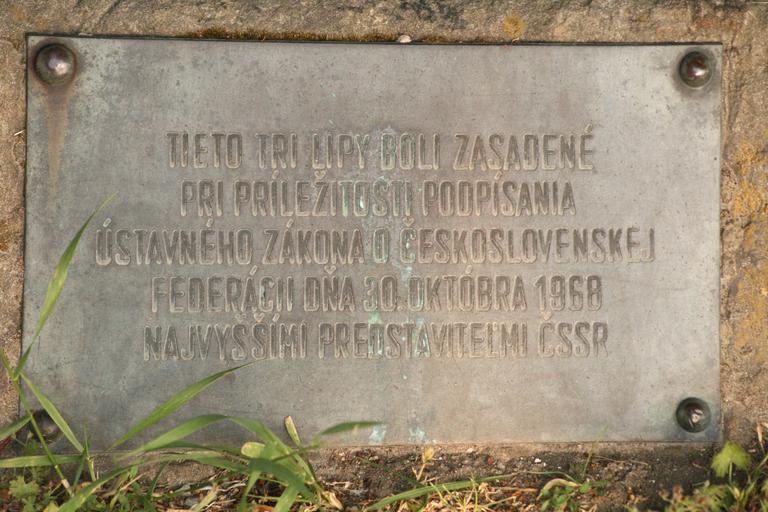 TIETO TRI LIPY BOLI ZASADENÉ
PRI PRÍLEŽITOSTI PODPÍSANIA
ÚSTAVNÉHO ZÁKONA O ČESKOSLOVENSKEJ
FEDERÁCII DŇA 30. OKTÓBRA 1968
NAJVYŠŠÍMI PREDSTAVITEĽMI ČSSR